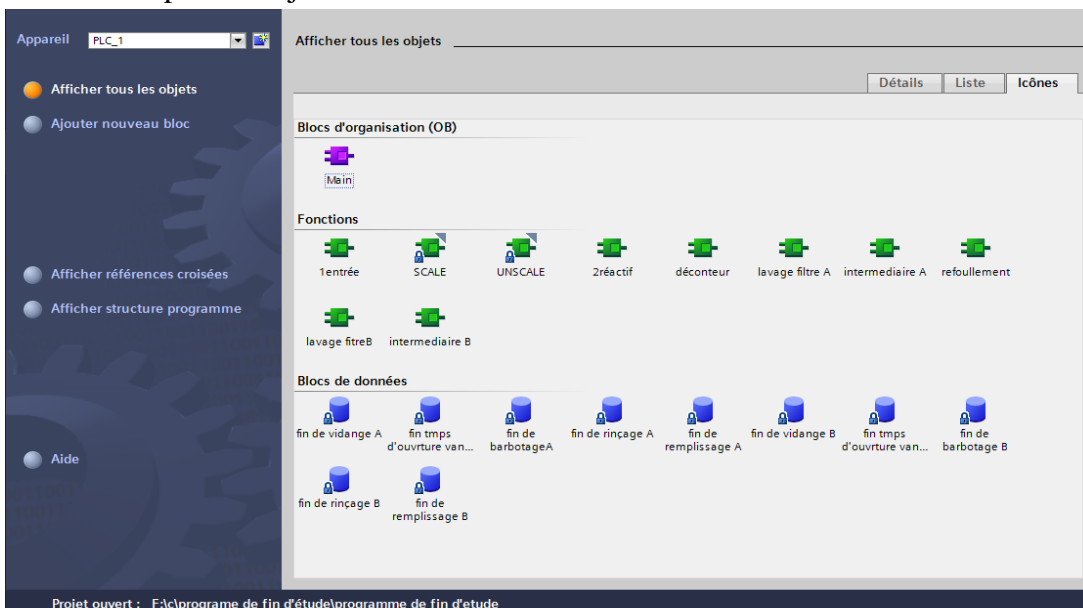 Appareil PLC_1
Afficher tous les objets
Détails Liste Icônes
Afficher tous les objets
Ajouter nouveau bloc
Afficher références croisées
Afficher structure programme
Aide
Blocs d'organisation (OB)
Main
Fonctions
1entrée SCALE UNSCALE 2réactif déconteur lavage filtre A intermediaire A refoullement
lavage fitreB intermediaire B
Blocs de données
fin de vidange A fin tmps fin de fin de rinçage A fin de fin de vidange B fin tmps fin de
d'ouvrture van... barbotageA remplissage A d'ouvrture van... barbotage B
fin de rinçage B fin de
remplissage B
Projet ouvert : F:\c\programe de fin d'étude\programme de fin d'etude